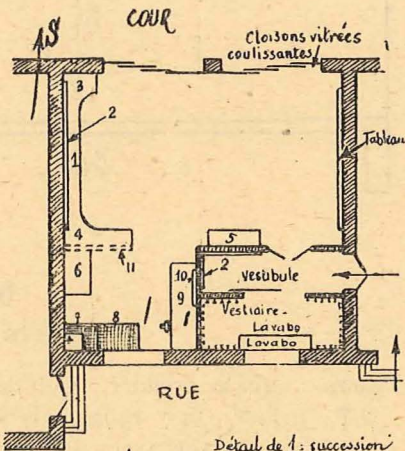 S
COUR
Cloisons vitrées
coulissantes
3
2
1
Tableau
4
5
11
6
10
2
Vestibule
9
Vestiaire-
Lavabo
8
Lavabo
RUE
Détail de 1: succession